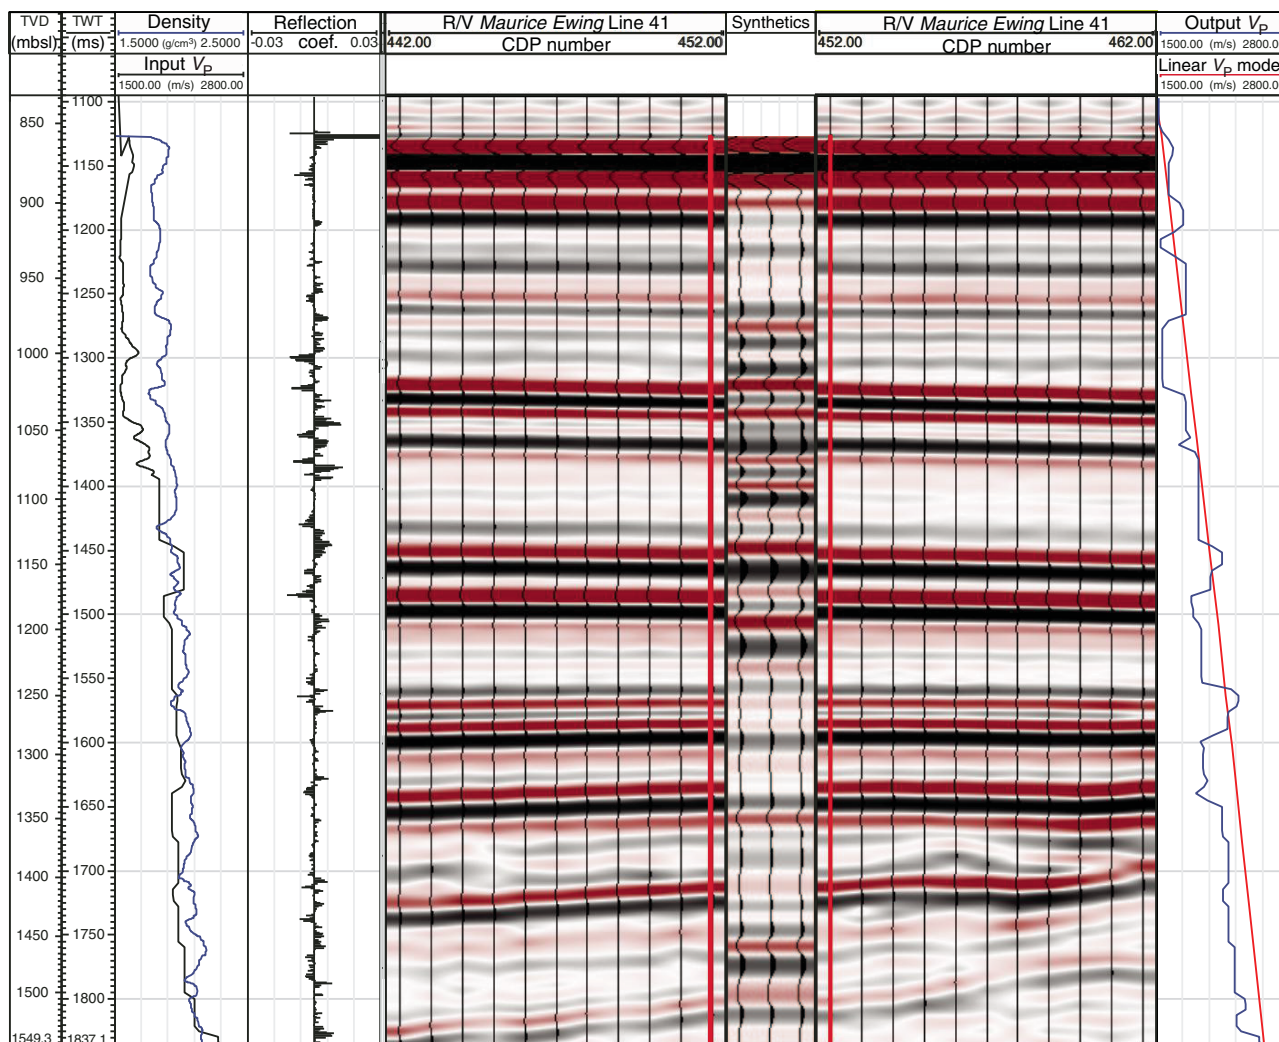 TVD
(mbsl)
TWT
(ms)
Density
1.5000 (g/cm³) 2.5000
Input VP
1500.00 (m/s) 2800.00
Reflection
-0.03 coef. 0.03
R/V Maurice Ewing Line 41
442.00 CDP number 452.00
Synthetics
R/V Maurice Ewing Line 41
452.00 CDP number 462.00
Output VP
1500.00 (m/s) 2800.0
Linear VP mode
1500.00 (m/s) 2800.0
850
900
950
1000
1050
1100
1150
1200
1250
1300
1350
1400
1450
1500
1549.3
1100
1150
1200
1250
1300
1350
1400
1450
1500
1550
1600
1650
1700
1750
1800
1837.1